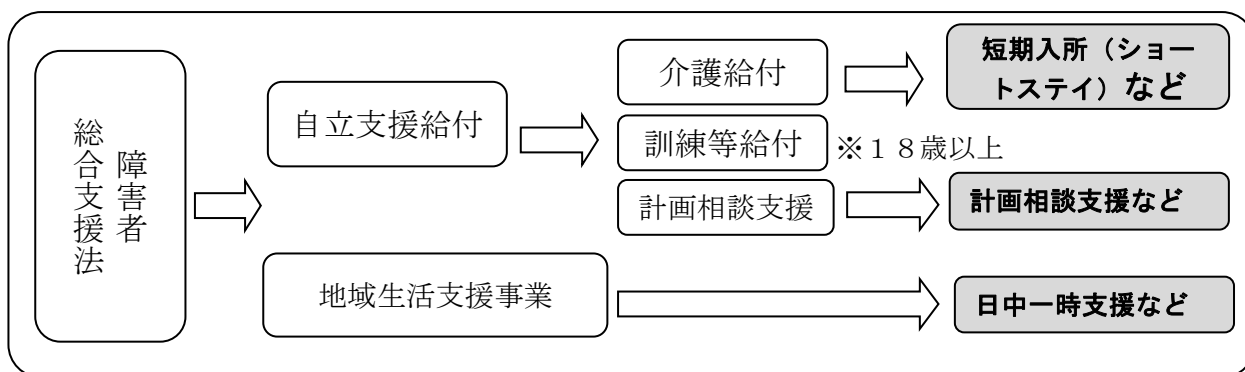 障害者
総合支援法
自立支援給付
地域生活支援事業
介護給付
訓練等給付
※18歳以上
計画相談支援
短期入所(ショー
トステイ)など
計画相談支援など
日中一時支援など